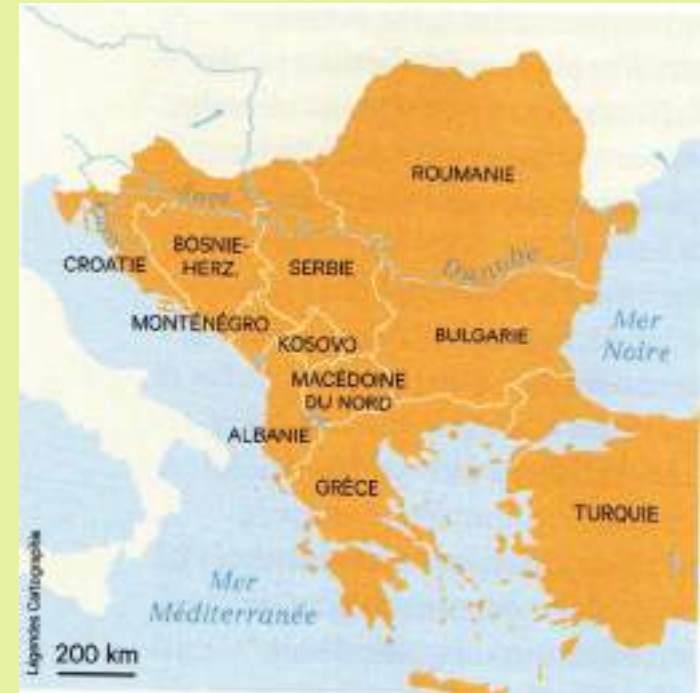 ROUMANIE
Save
BOSNIE-
HERZ.
CROATIE
SERBIE
Danube
MONTÉNÉGRO
KOSOVO
BULGARIE
Mer
Noire
MACÉDOINE
DU NORD
ALBANIE
GRÈCE
TURQUIE
Mer
Méditerranée
Légendes Cartographie
200 km